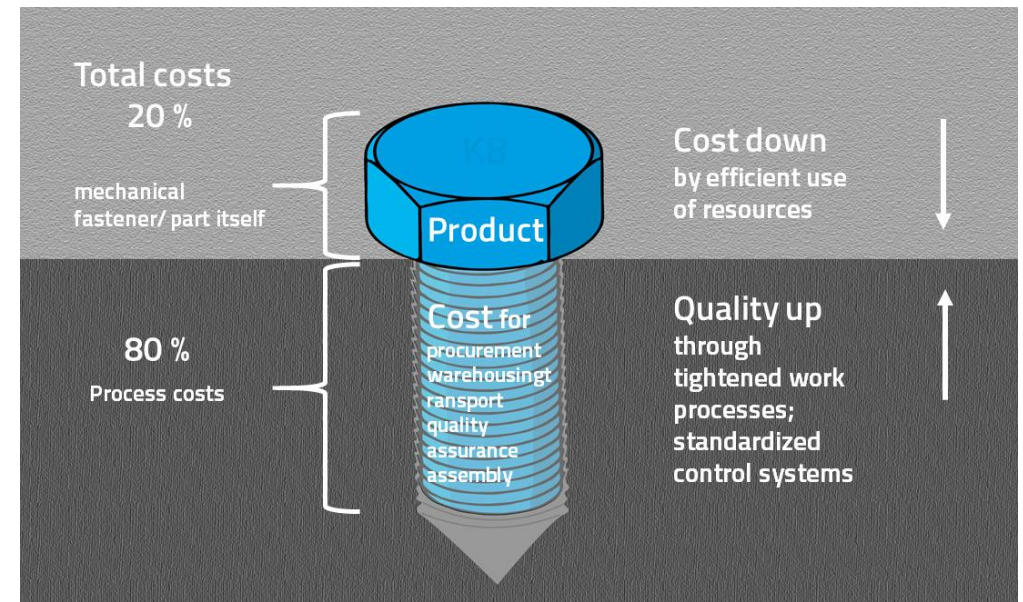 Total costs
20 %
mechanical
fastener/ part itself
KB
Product
Cost down
by efficient use
of resources
80 %
Process costs
Cost for
procurement
warehousingt
ransport
quality
assurance
assembly
Quality up
through
tightened work
processes;
standardized
control systems